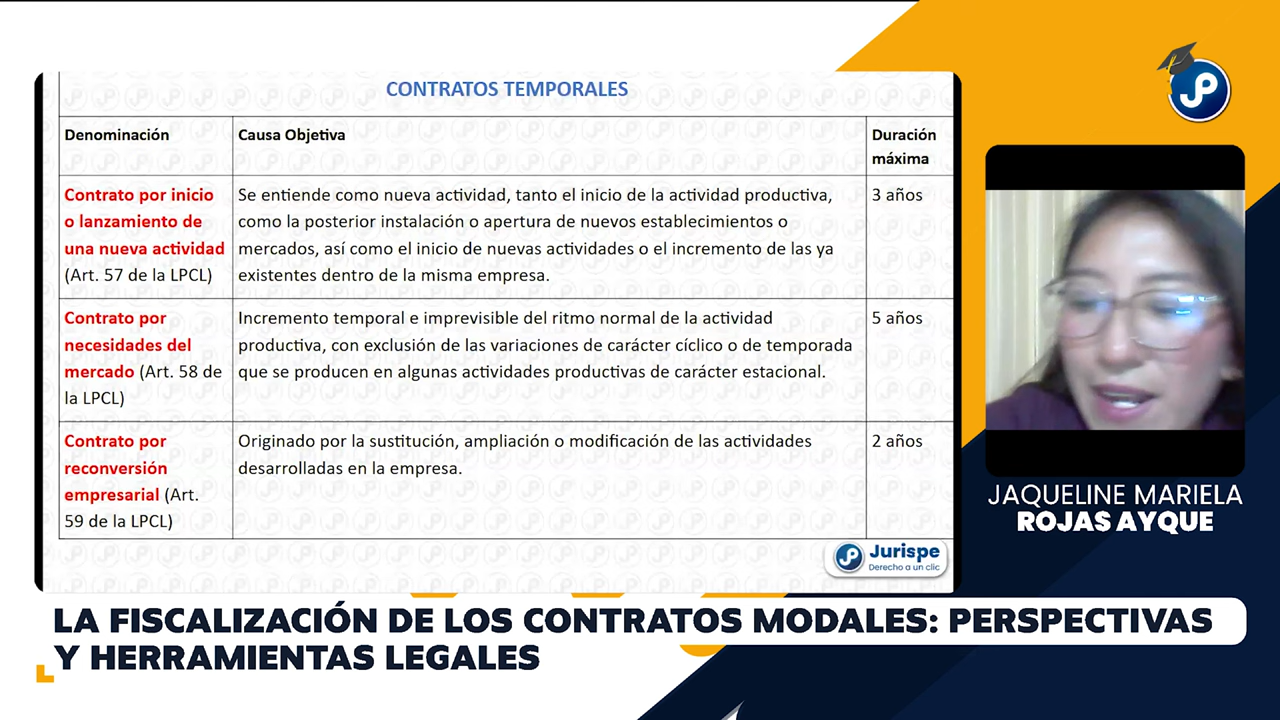 CONTRATOS TEMPORALES
Denominación
Causa Objetiva
Duración
máxima
Contrato por inicio
o lanzamiento de
una nueva actividad
(Art. 57 de la LPCL)
Se entiende como nueva actividad, tanto el inicio de la actividad productiva,
como la posterior instalación o apertura de nuevos establecimientos o
mercados, así como el inicio de nuevas actividades o el incremento de las ya
existentes dentro de la misma empresa.
3 años
Contrato por
necesidades del
mercado (Art. 58 de
la LPCL)
Incremento temporal e imprevisible del ritmo normal de la actividad
productiva, con exclusión de las variaciones de carácter cíclico o de temporada
que se producen en algunas actividades productivas de carácter estacional.
5 años
Contrato por
reconversión
empresarial (Art.
59 de la LPCL)
Originado por la sustitución, ampliación o modificación de las actividades
desarrolladas en la empresa.
2 años
JP
Jurispe
Derecho a un clic
JP
JAQUELINE MARIELA
ROJAS AYQUE
LA FISCALIZACIÓN DE LOS CONTRATOS MODALES: PERSPECTIVAS
Y HERRAMIENTAS LEGALES